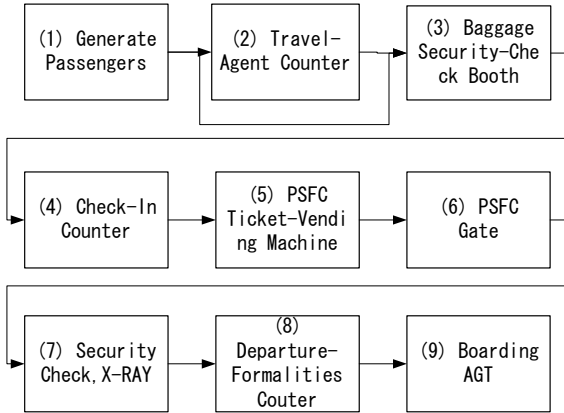 (1) Generate
Passengers
(2) Travel-
Agent Counter
(3) Baggage
Security-Che
ck Booth
(4) Check-In
Counter
(5) PSFC
Ticket-Vendi
ng Machine
(6) PSFC
Gate
(7) Security
Check,X-RAY
(8)
Departure-
Formalities
Couter
(9) Boarding
AGT